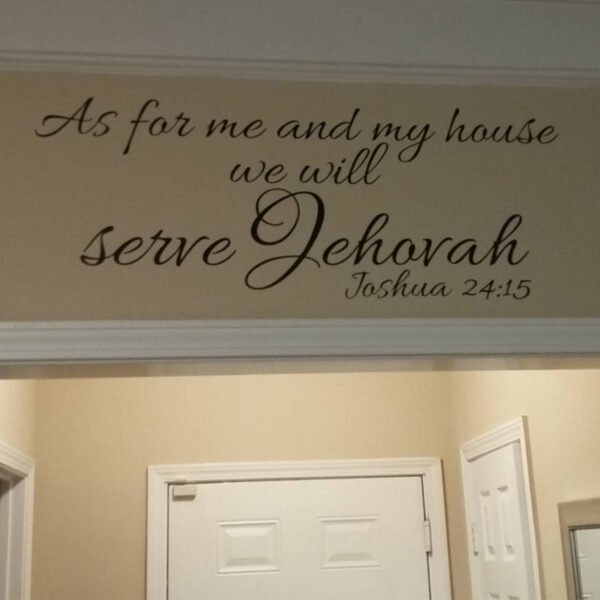 As for me and my house
we will
serve Jehovah
Joshua 24:15